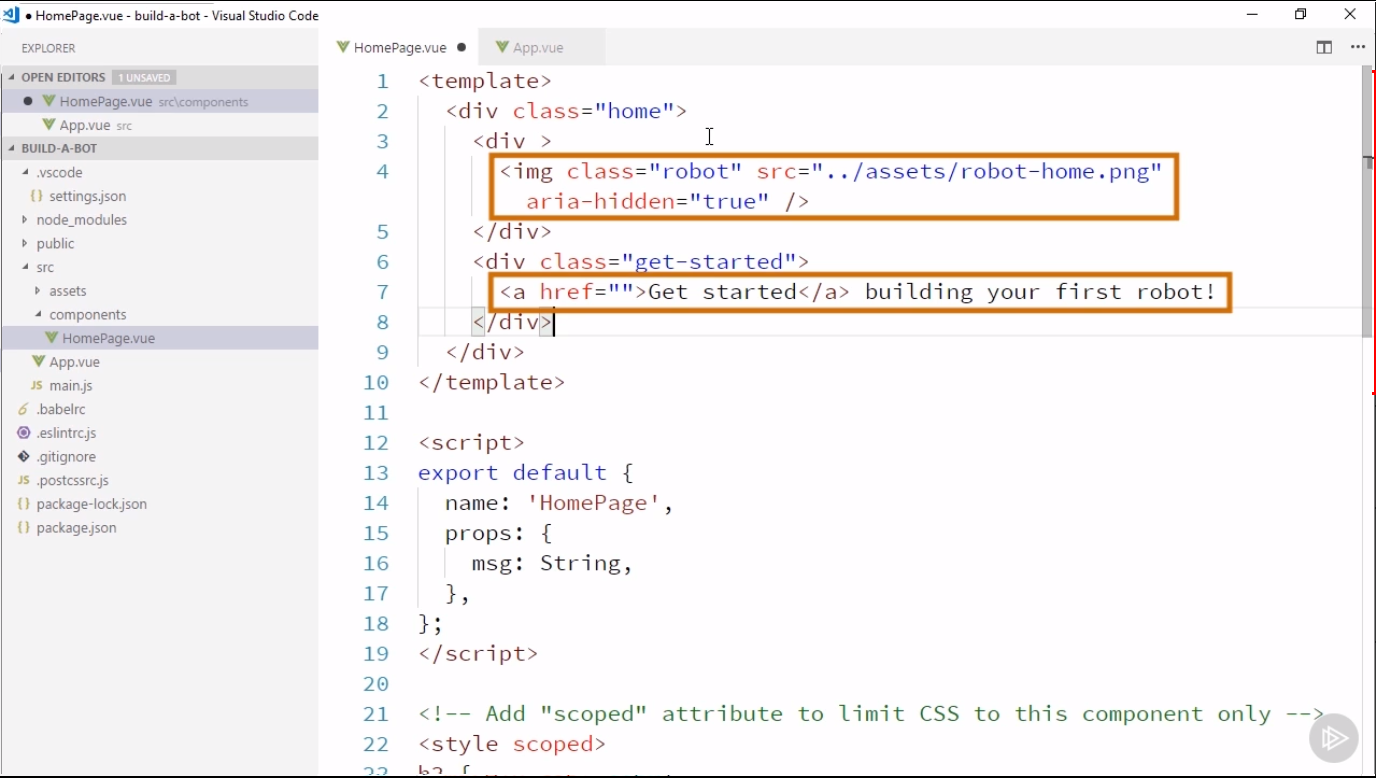 HomePage.vue - build-a-bot - Visual Studio Code
EXPLORER
OPEN EDITORS 1 UNSAVED
HomePage.vue src\components
App.vue src
BUILD-A-BOT
.vscode
{} settings.json
node_modules
public
src
assets
components
HomePage.vue
App.vue
JS main.js
.babelrc
.eslintrc.js
.gitignore
JS .postcssrc.js
{} package-lock.json
{} package.json
HomePage.vue
App.vue
1 <template>
2 <div class="home">
3 <div >
4 <img class="robot" src="../assets/robot-home.png"
aria-hidden="true" />
5 </div>
6 <div class="get-started">
7 <a href="">Get started</a> building your first robot!
8 </div>
9 </div>
10 </template>
11
12 <script>
13 export default {
14 name: 'HomePage',
15 props: {
16 msg: String,
17 },
18 };
19 </script>
20
21 <!-- Add "scoped" attribute to limit CSS to this component only -->
22 <style scoped>